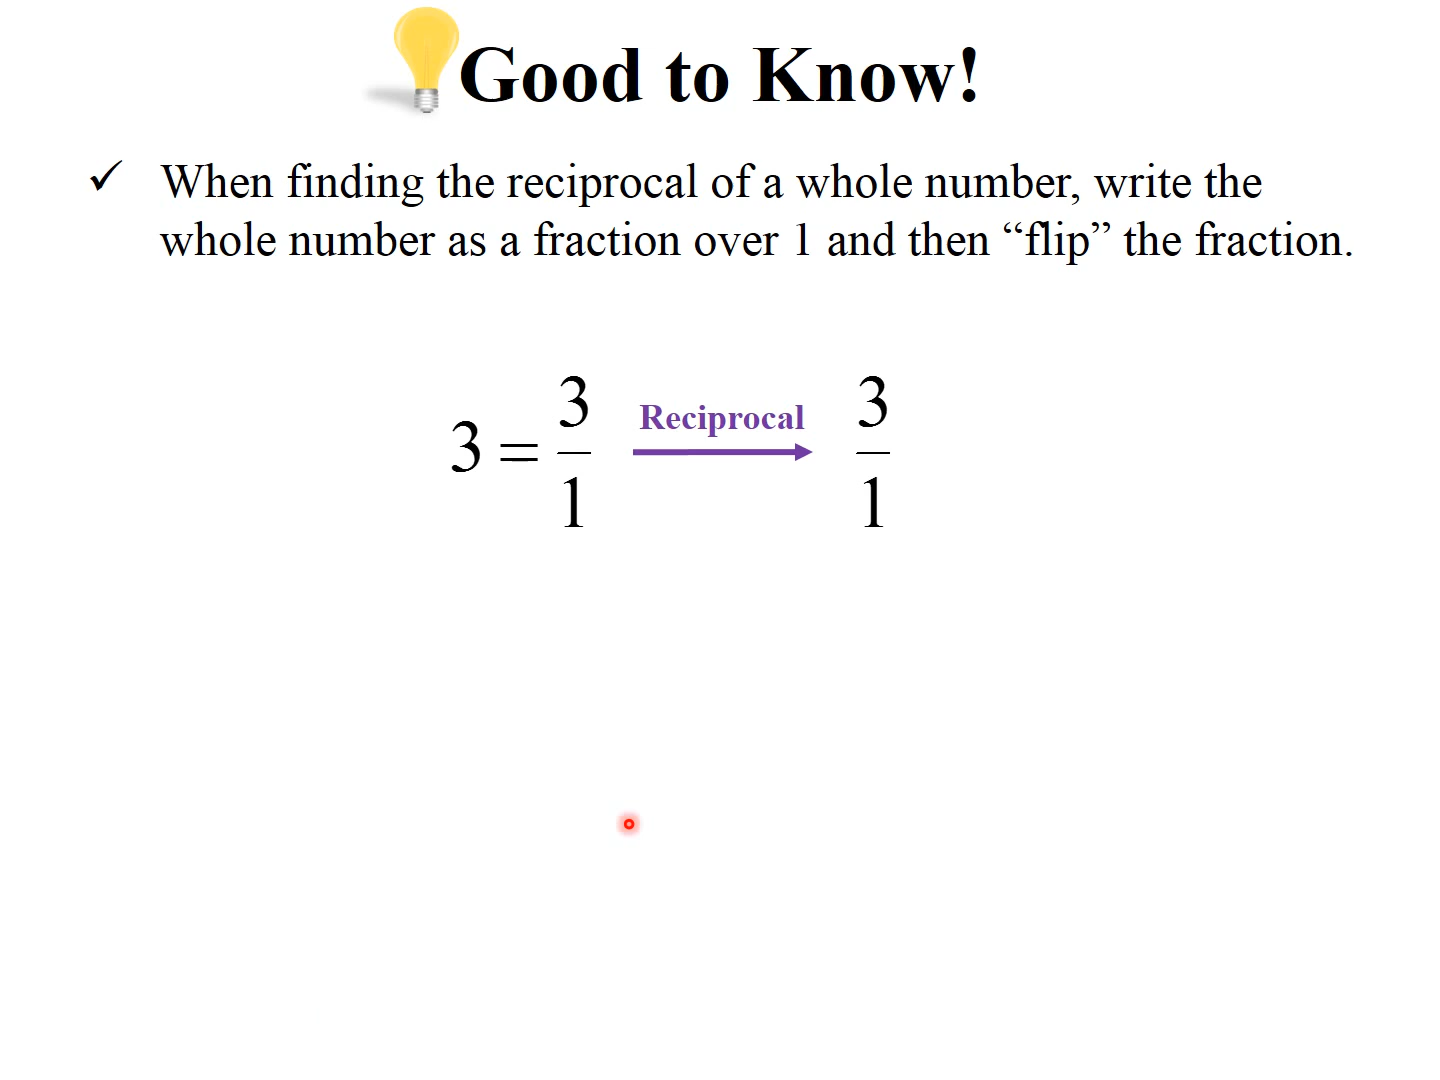 Good to Know!
✓ When finding the reciprocal of a whole number, write the
whole number as a fraction over 1 and then “flip” the fraction.
3 = 3/1 Reciprocal 3/1